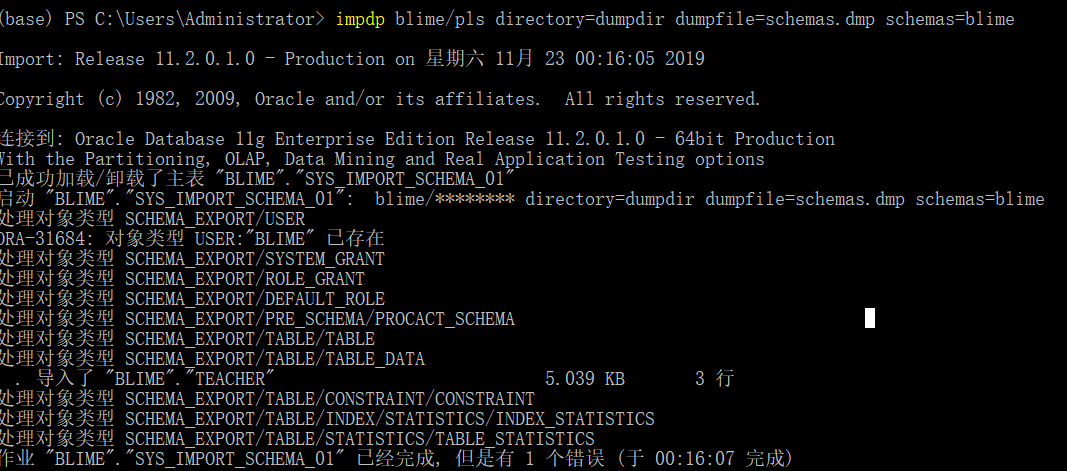 (base) PS C:\Users\Administrator> impdp blime/pls directory=dumpdir dumpfile=schemas.dmp schemas=blime
Import: Release 11.2.0.1.0 - Production on 星期六 11月 23 00:16:05 2019
Copyright (c) 1982, 2009, Oracle and/or its affiliates.  All rights reserved.
连接到: Oracle Database 11g Enterprise Edition Release 11.2.0.1.0 - 64bit Production
With the Partitioning, OLAP, Data Mining and Real Application Testing options
已成功加载/卸载了主表 "BLIME"."SYS_IMPORT_SCHEMA_01"
启动 "BLIME"."SYS_IMPORT_SCHEMA_01":  blime/******** directory=dumpdir dumpfile=schemas.dmp schemas=blime
处理对象类型 SCHEMA_EXPORT/USER
ORA-31684: 对象类型 USER:"BLIME" 已存在
处理对象类型 SCHEMA_EXPORT/SYSTEM_GRANT
处理对象类型 SCHEMA_EXPORT/ROLE_GRANT
处理对象类型 SCHEMA_EXPORT/DEFAULT_ROLE
处理对象类型 SCHEMA_EXPORT/PRE_SCHEMA/PROCACT_SCHEMA
处理对象类型 SCHEMA_EXPORT/TABLE/TABLE
处理对象类型 SCHEMA_EXPORT/TABLE/TABLE_DATA
. 导入了 "BLIME"."TEACHER" 5.039 KB 3 行
处理对象类型 SCHEMA_EXPORT/TABLE/CONSTRAINT/CONSTRAINT
处理对象类型 SCHEMA_EXPORT/TABLE/INDEX/STATISTICS/INDEX_STATISTICS
处理对象类型 SCHEMA_EXPORT/TABLE/STATISTICS/TABLE_STATISTICS
作业 "BLIME"."SYS_IMPORT_SCHEMA_01" 已经完成, 但是有 1 个错误 (于 00:16:07 完成)